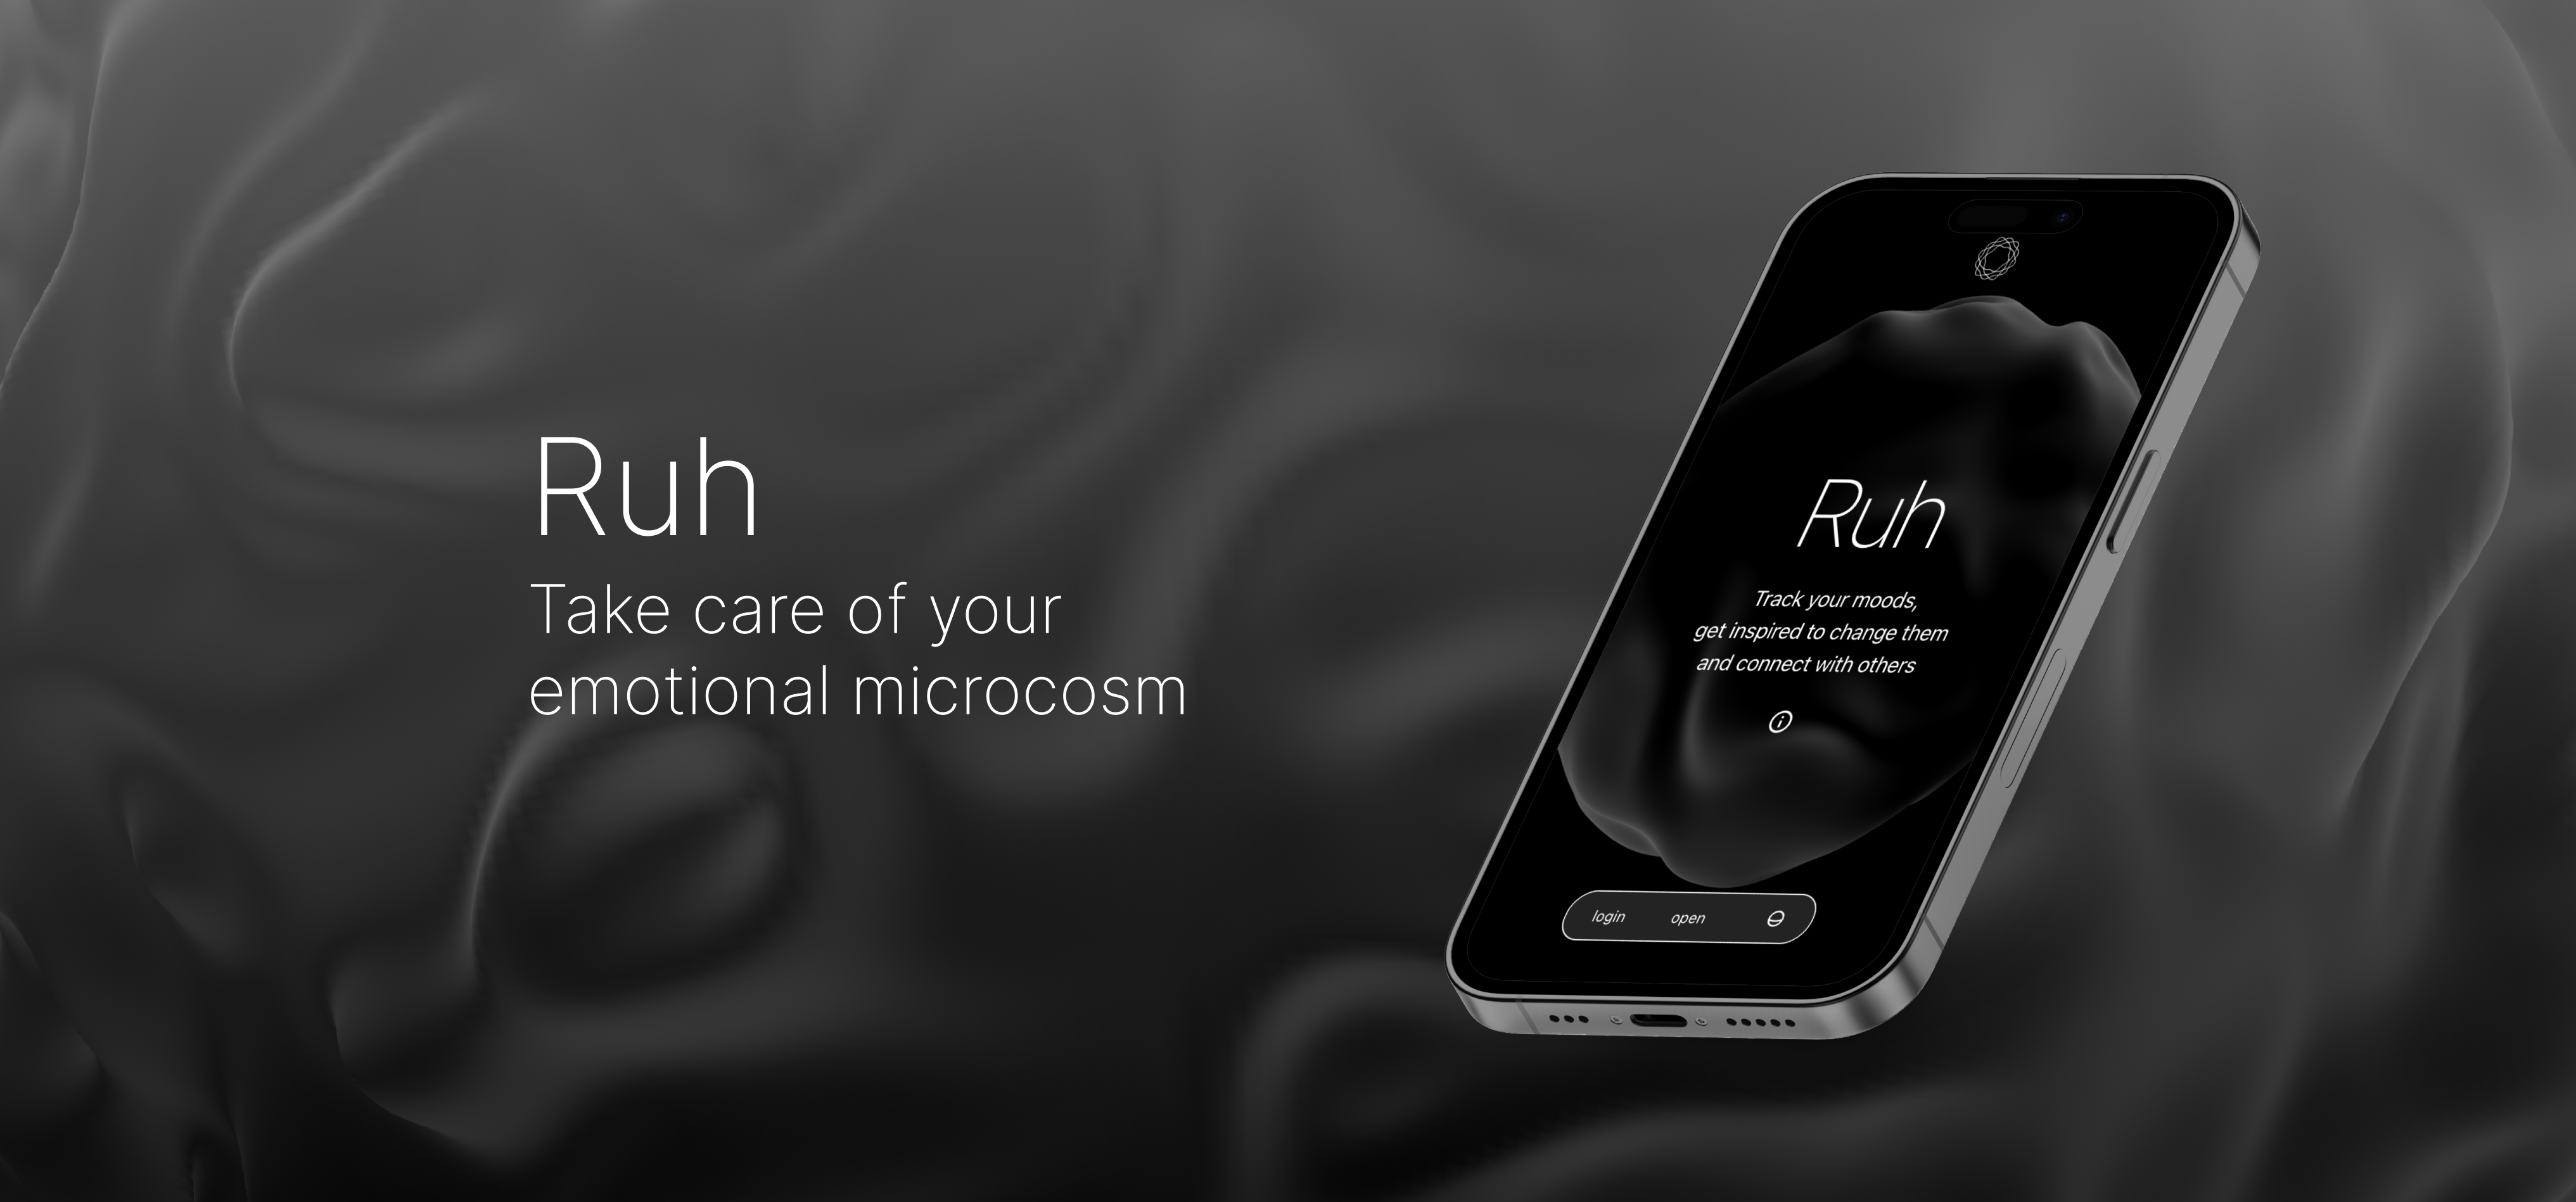 Ruh
Take care of your
emotional microcosm
Ruh
Track your moods,
get inspired to change them
and connect with others
login open